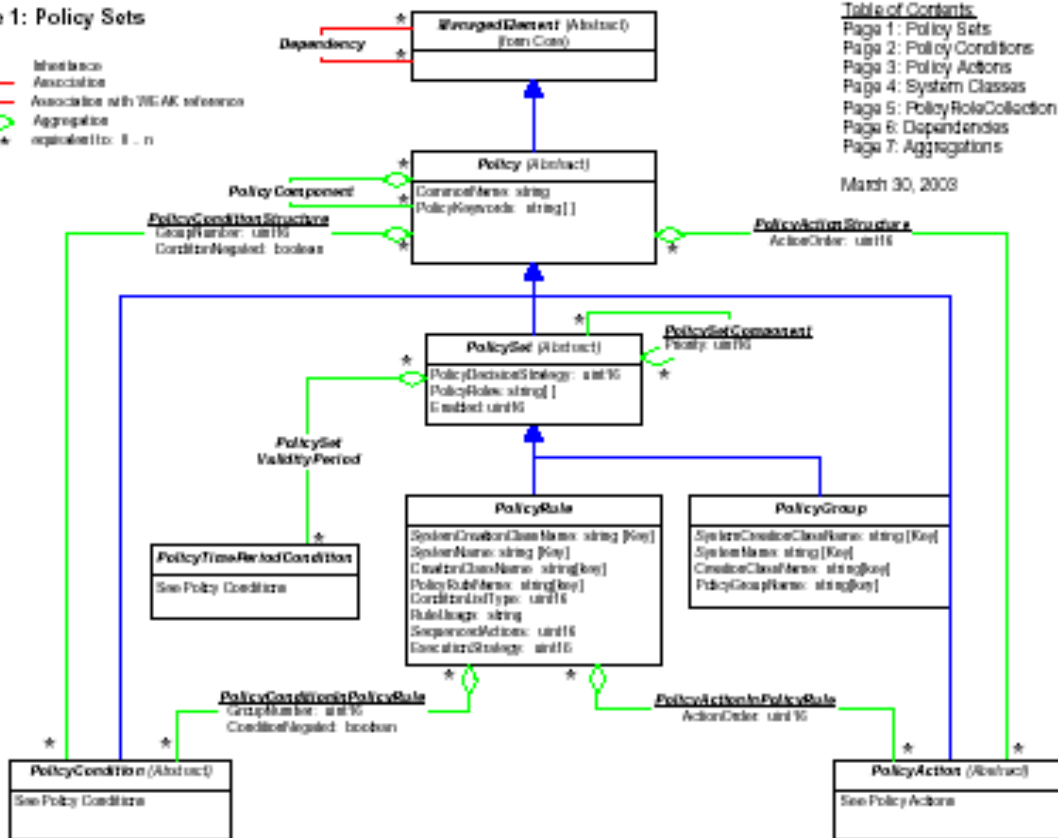 e 1: Policy Sets
Inheritance
Association
Association with WEAK reference
Aggregation
* equivalent to: 0 .. n
Table of Contents:
Page 1: Policy Sets
Page 2: Policy Conditions
Page 3: Policy Actions
Page 4: System Classes
Page 5: PolicyRoleCollection
Page 6: Dependencies
Page 7: Aggregations
March 30, 2003
*
ManagedElement (Abstract)
(from Core)
Dependency
*
Policy (Abstract)
*
CommonName: string
PolicyKeywords: string[ ]
PolicyComponent
*
PolicyConditionStructure
GroupNumber: uint16
ConditionNegated: boolean
*
PolicyActionStructure
ActionOrder: uint16
*
*
PolicySetComponent
Priority: uint16
*
PolicySet (Abstract)
*
PolicyDecisionStrategy: uint16
PolicyRoles: string[ ]
Enabled: uint16
PolicySet
ValidityPeriod
*
PolicyTimePeriodCondition
See Policy Conditions
PolicyRule
SystemCreationClassName: string [Key]
SystemName: string [Key]
CreationClassName: string[key]
PolicyRuleName: string[key]
ConditionListType: uint16
RuleUsage: string
SequencedActions: uint16
ExecutionStrategy: uint16
PolicyGroup
SystemCreationClassName: string [Key]
SystemName: string [Key]
CreationClassName: string[key]
PolicyGroupName: string[key]
*
*
PolicyConditionInPolicyRule
GroupNumber: uint16
ConditionNegated: boolean
PolicyActionInPolicyRule
ActionOrder: uint16
*
*
*
*
PolicyCondition (Abstract)
See Policy Conditions
PolicyAction (Abstract)
See Policy Actions